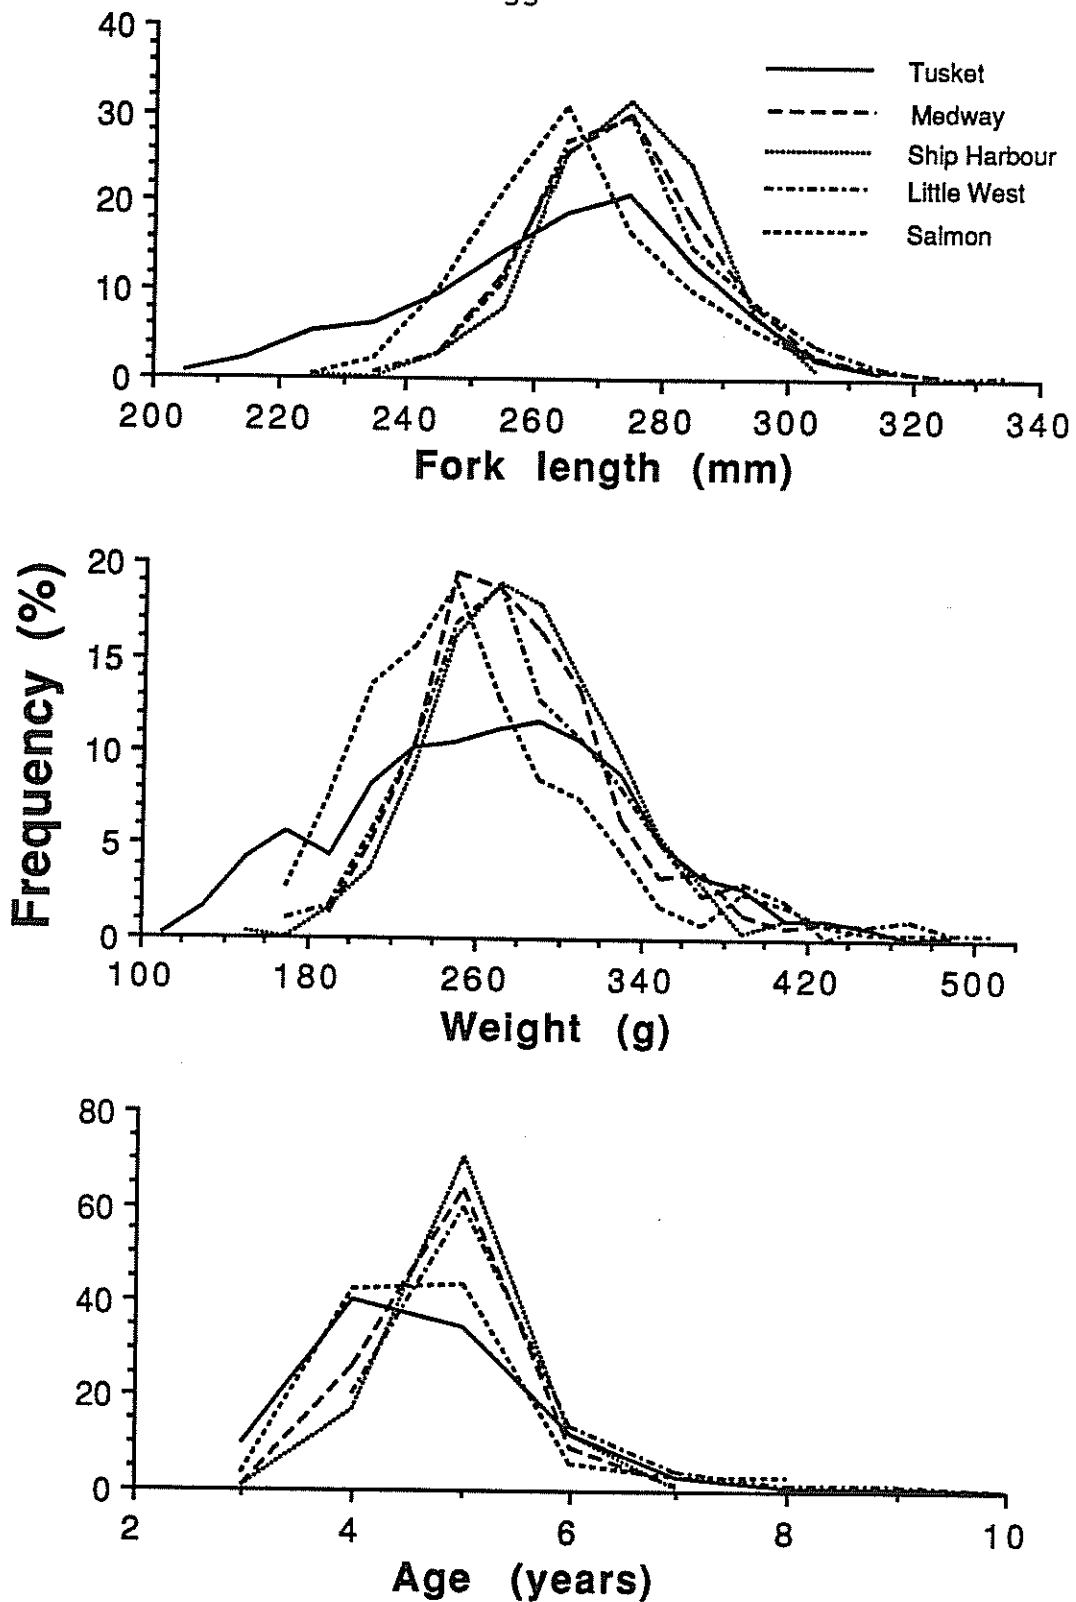 40
30
20
10
0
200 220 240 260 280 300 320 340
Fork length (mm)
Tusket
Medway
Ship Harbour
Little West
Salmon
Frequency (%)
20
15
10
5
0
100 180 260 340 420 500
Weight (g)
80
60
40
20
0
2 4 6 8 10
Age (years)